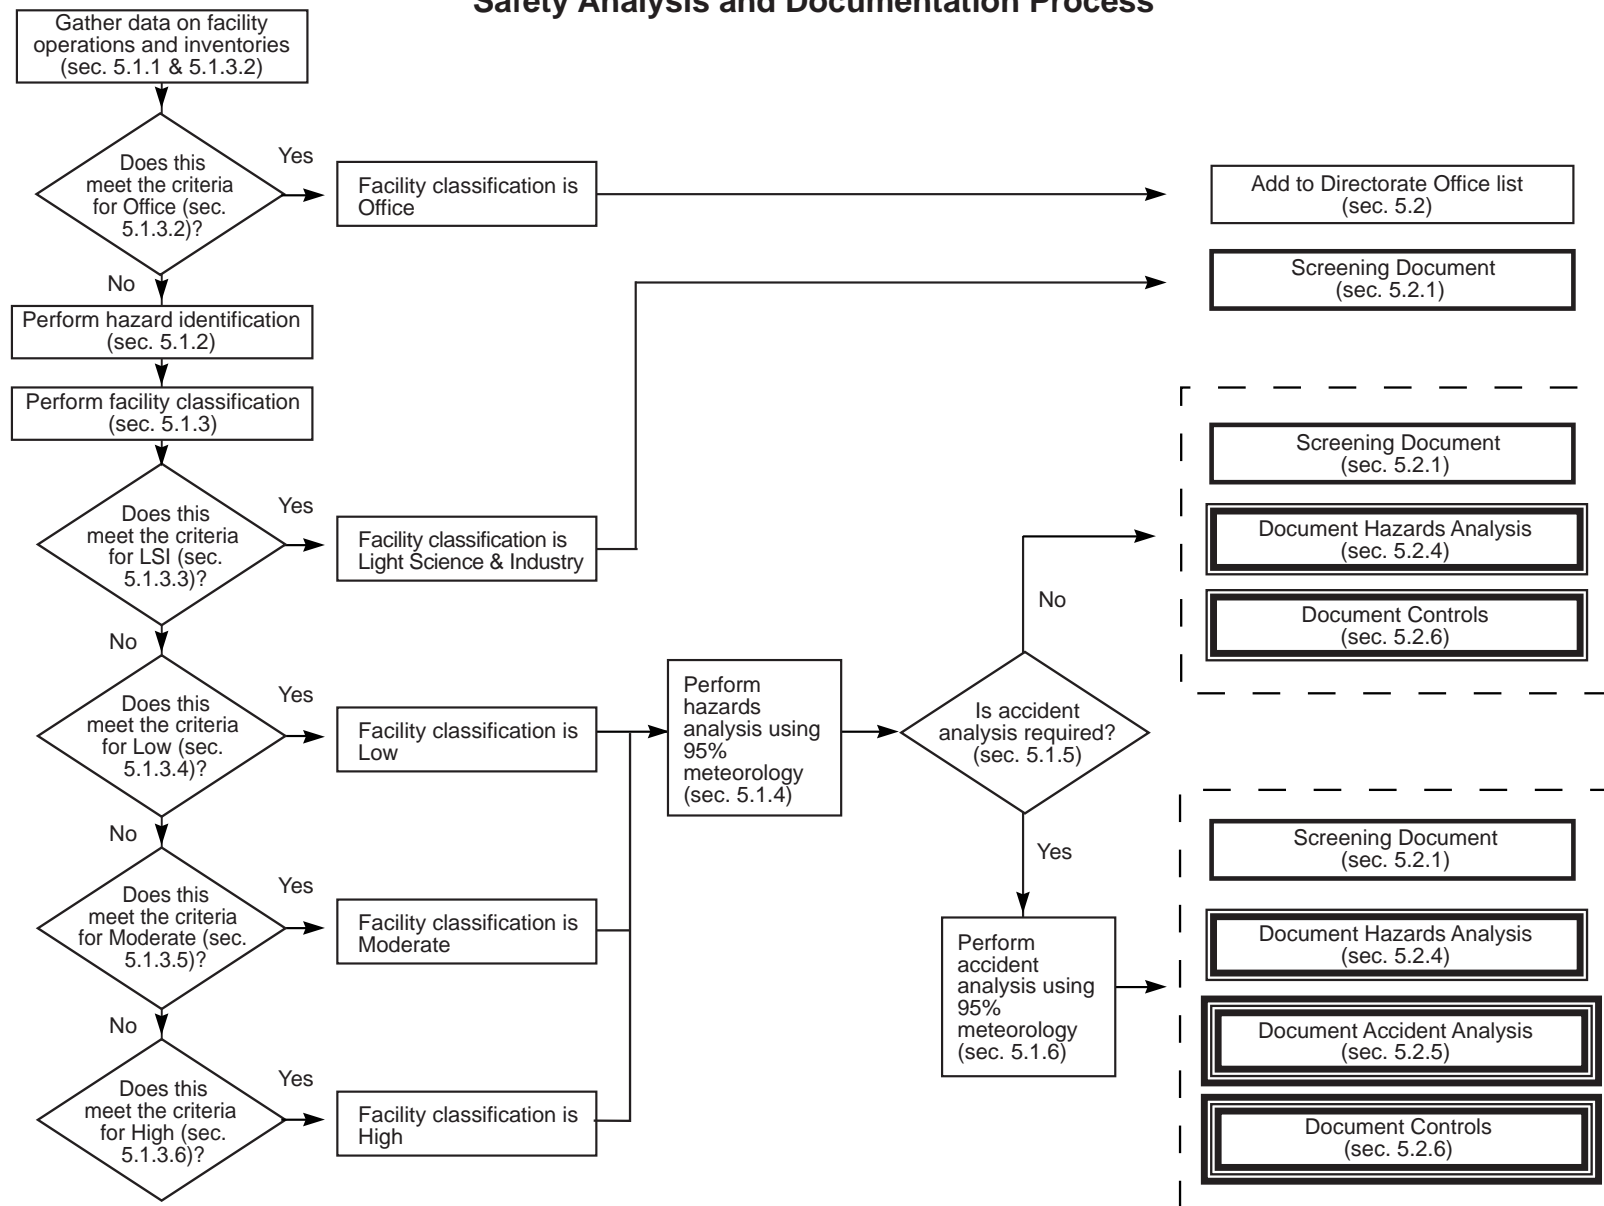 Safety Analysis and Documentation Process
Gather data on facility
operations and inventories
(sec. 5.1.1 & 5.1.3.2)
Does this
meet the criteria
for Office (sec.
5.1.3.2)?
Yes
Facility classification is
Office
Add to Directorate Office list
(sec. 5.2)
No
Screening Document
(sec. 5.2.1)
Perform hazard identification
(sec. 5.1.2)
Perform facility classification
(sec. 5.1.3)
Does this
meet the criteria
for LSI (sec.
5.1.3.3)?
Yes
Facility classification is
Light Science & Industry
No
Does this
meet the criteria
for Low (sec.
5.1.3.4)?
Yes
Facility classification is
Low
No
Does this
meet the criteria
for Moderate (sec.
5.1.3.5)?
Yes
Facility classification is
Moderate
No
Does this
meet the criteria
for High (sec.
5.1.3.6)?
Yes
Facility classification is
High
Perform
hazards
analysis using
95%
meteorology
(sec. 5.1.4)
Is accident
analysis required?
(sec. 5.1.5)
No
Screening Document
(sec. 5.2.1)
Document Hazards Analysis
(sec. 5.2.4)
Document Controls
(sec. 5.2.6)
Yes
Perform
accident
analysis using
95%
meteorology
(sec. 5.1.6)
Screening Document
(sec. 5.2.1)
Document Hazards Analysis
(sec. 5.2.4)
Document Accident Analysis
(sec. 5.2.5)
Document Controls
(sec. 5.2.6)